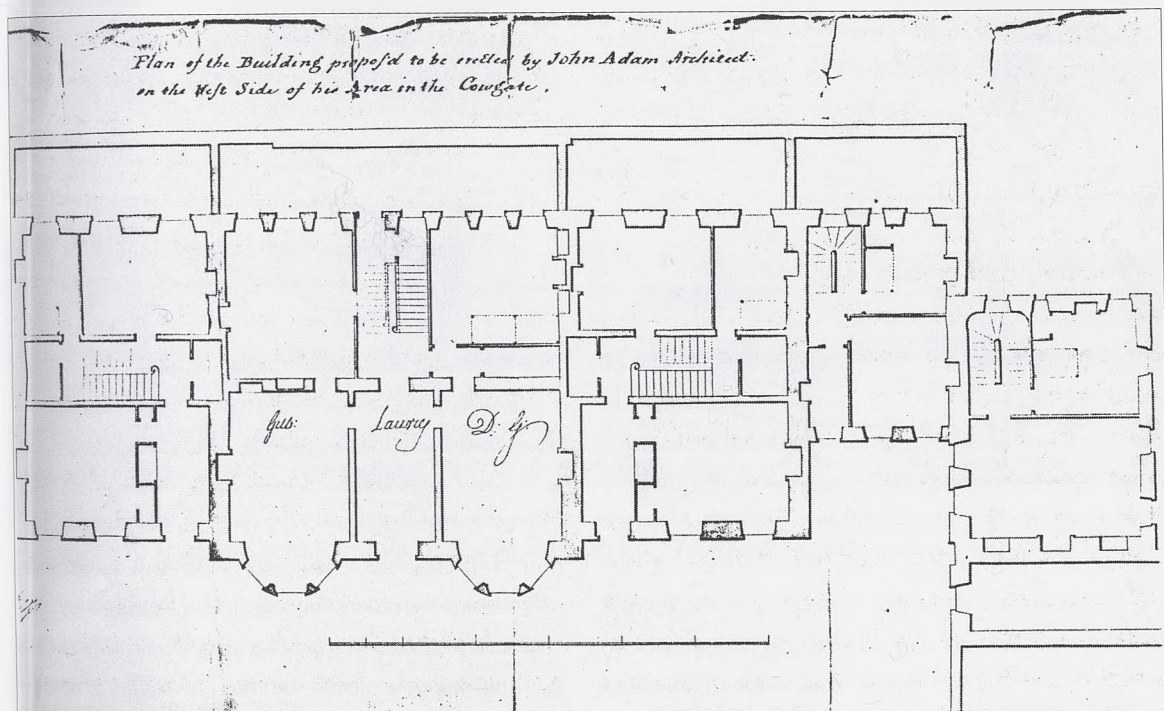 Plan of the Building propos'd to be erected by John Adam Architect.
on the West Side of his Area in the Cowgate.
Gilb: Laurie D: G: